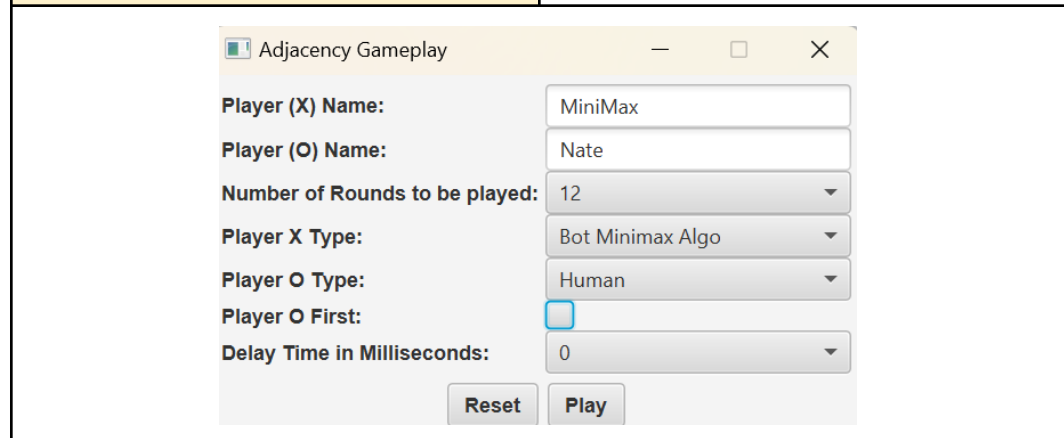 Adjacency Gameplay
Player (X) Name: MiniMax
Player (O) Name: Nate
Number of Rounds to be played: 12
Player X Type: Bot Minimax Algo
Player O Type: Human
Player O First:
Delay Time in Milliseconds: 0
Reset Play